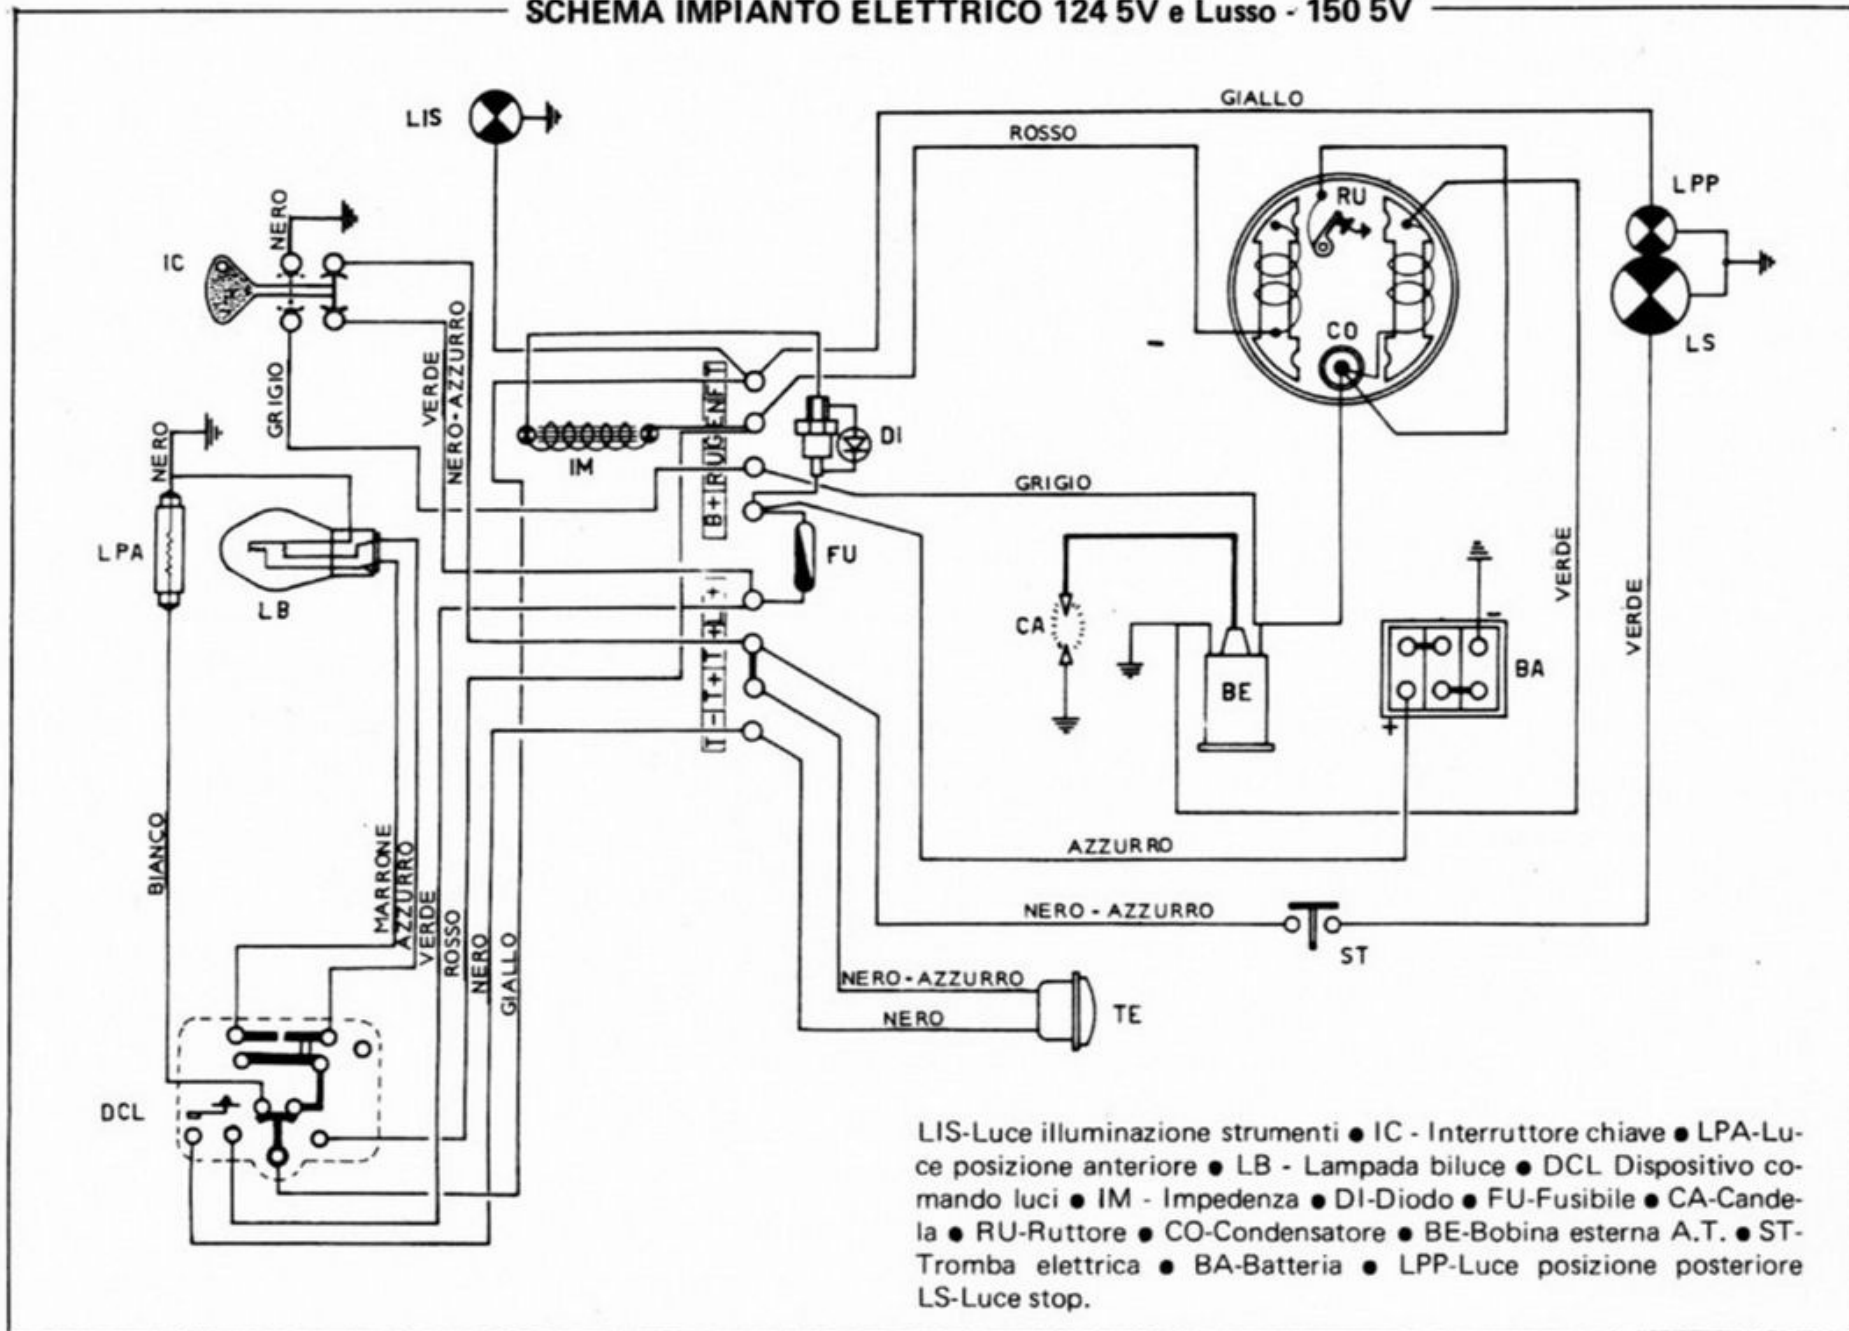 SCHEMA IMPIANTO ELETTRICO 124 5V e Lusso - 150 5V
GIALLO
LIS
ROSSO
LPP
RU
NERO
IC
NERO-AZZURRO
CO
LS
VERDE
GRIGIO
DI
NERO
IM
GRIGIO
B+
FU
VERDE
LPA
LB
VERDE
CA
BE
BA
-
+
T+
T-
BIANCO
MARRONE
AZZURRO
VERDE
ROSSO
NERO
GIALLO
AZZURRO
NERO - AZZURRO
ST
NERO-AZZURRO
TE
NERO
DCL
LIS-Luce illuminazione strumenti ● IC - Interruttore chiave ● LPA-Lu-
ce posizione anteriore ● LB - Lampada biluce ● DCL Dispositivo co-
mando luci ● IM - Impedenza ● DI-Diodo ● FU-Fusibile ● CA-Cande-
la ● RU-Ruttore ● CO-Condensatore ● BE-Bobina esterna A.T. ● ST-
Tromba elettrica ● BA-Batteria ● LPP-Luce posizione posteriore
LS-Luce stop.